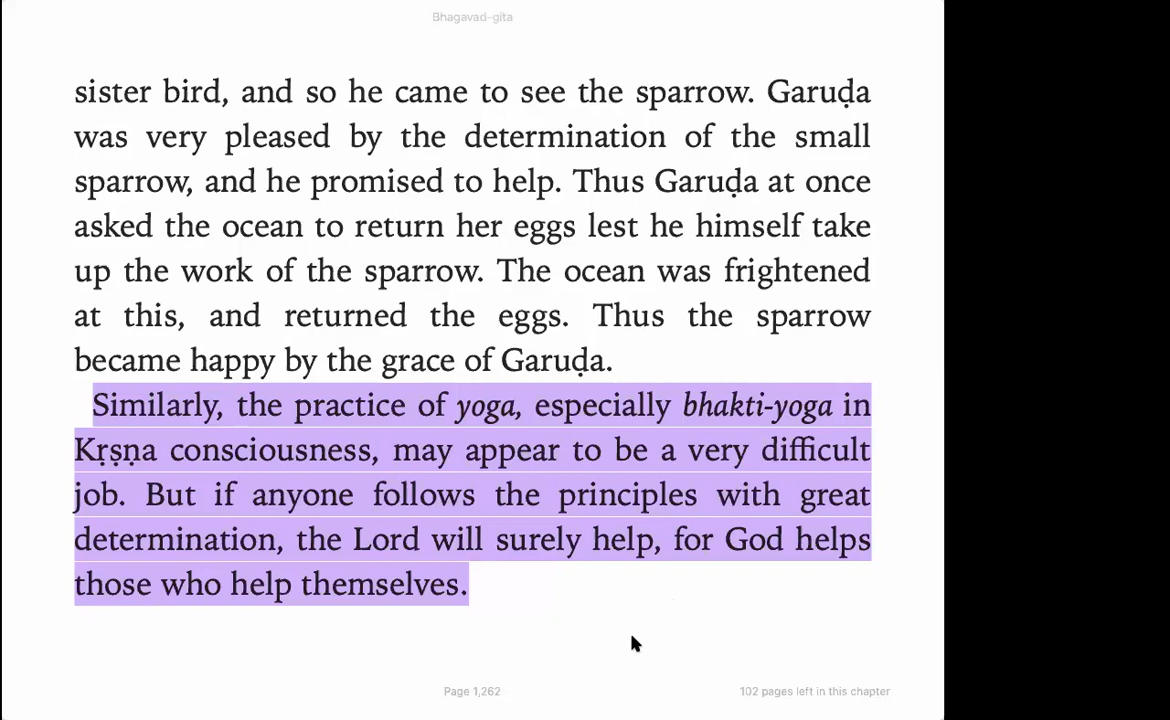 Bhagavad-gita
sister bird, and so he came to see the sparrow. Garuḍa
was very pleased by the determination of the small
sparrow, and he promised to help. Thus Garuḍa at once
asked the ocean to return her eggs lest he himself take
up the work of the sparrow. The ocean was frightened
at this, and returned the eggs. Thus the sparrow
became happy by the grace of Garuḍa.
Similarly, the practice of yoga, especially bhakti-yoga in
Kṛṣṇa consciousness, may appear to be a very difficult
job. But if anyone follows the principles with great
determination, the Lord will surely help, for God helps
those who help themselves.
Page 1,262
102 pages left in this chapter